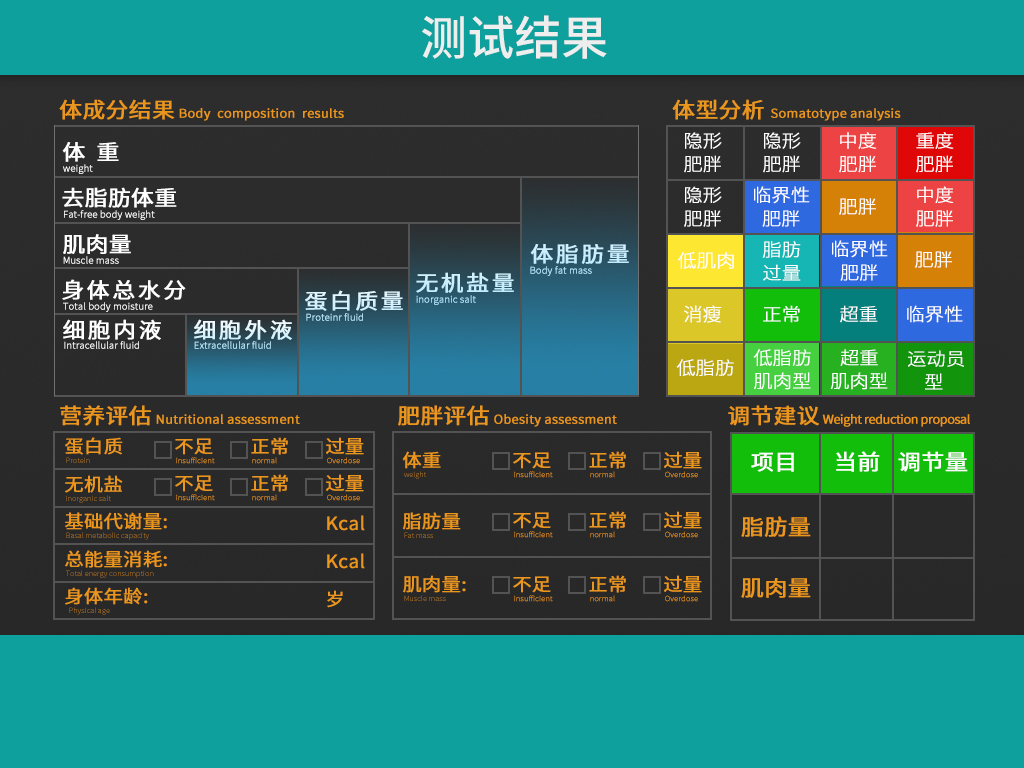 测试结果
体成分结果 Body composition results
体 重
weight
去脂肪体重
Fat-free body weight
肌肉量
Muscle mass
身体总水分
Total body moisture
细胞内液
Intracellular fluid
细胞外液
Extracellular fluid
蛋白质量
Proteinr fluid
无机盐量
Inorganic salt
体脂肪量
Body fat mass
体型分析 Somatotype analysis
隐形
肥胖
隐形
肥胖
中度
肥胖
重度
肥胖
隐形
肥胖
临界性
肥胖
肥胖
中度
肥胖
低肌肉
脂肪
过量
临界性
肥胖
肥胖
消瘦
正常
超重
临界性
低脂肪
低脂肪
肌肉型
超重
肌肉型
运动员
型
营养评估 Nutritional assessment
蛋白质 不足 正常 过量
Protein Insufficient normal Overdose
无机盐 不足 正常 过量
Inorganic salt Insufficient normal Overdose
基础代谢量: Kcal
Basal metabolic capacity
总能量消耗: Kcal
Total energy consumption
身体年龄: 岁
Physical age
肥胖评估 Obesity assessment
体重 不足 正常 过量
weight Insufficient normal Overdose
脂肪量 不足 正常 过量
Fat mass Insufficient normal Overdose
肌肉量: 不足 正常 过量
Muscle mass Insufficient normal Overdose
调节建议 Weight reduction proposal
项目 当前 调节量
脂肪量
肌肉量